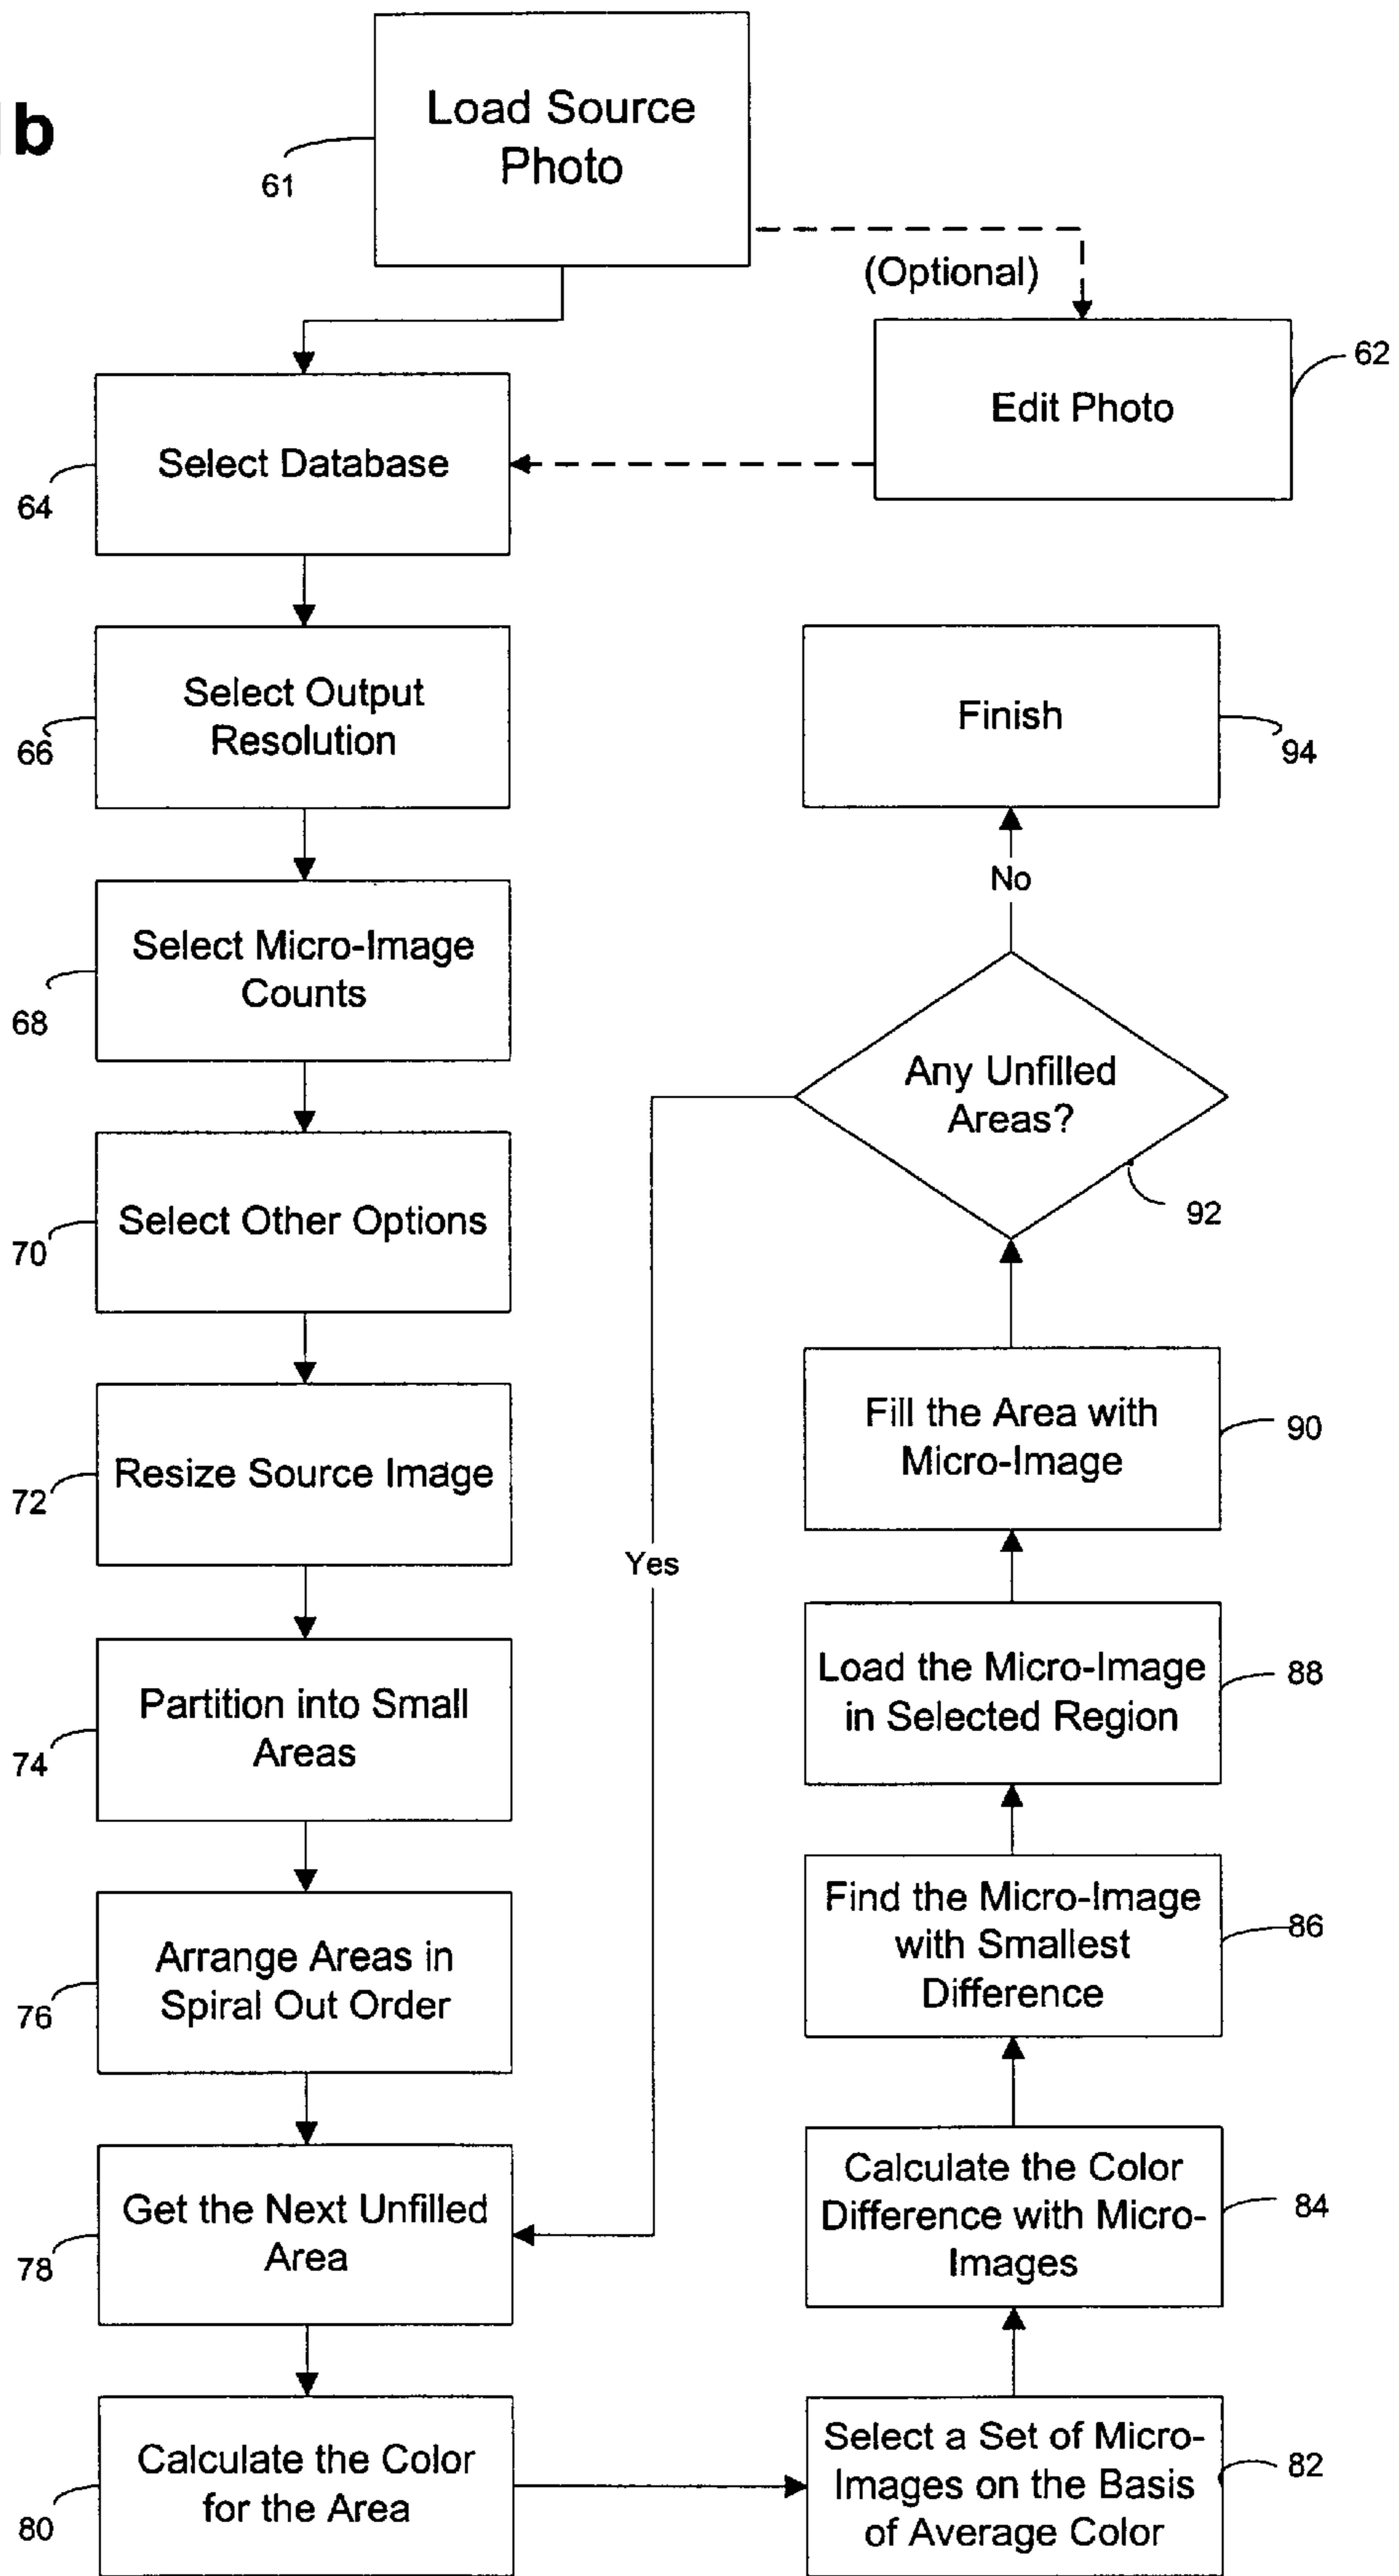 1b
Load Source
Photo
61
(Optional)
Edit Photo
62
Select Database
64
Select Output
Resolution
66
Select Micro-Image
Counts
68
Select Other Options
70
Resize Source Image
72
Partition into Small
Areas
74
Arrange Areas in
Spiral Out Order
76
Get the Next Unfilled
Area
78
Calculate the Color
for the Area
80
Select a Set of Micro-
Images on the Basis
of Average Color
82
Calculate the Color
Difference with Micro-
Images
84
Find the Micro-Image
with Smallest
Difference
86
Load the Micro-Image
in Selected Region
88
Fill the Area with
Micro-Image
90
Any Unfilled
Areas?
92
Yes
No
Finish
94